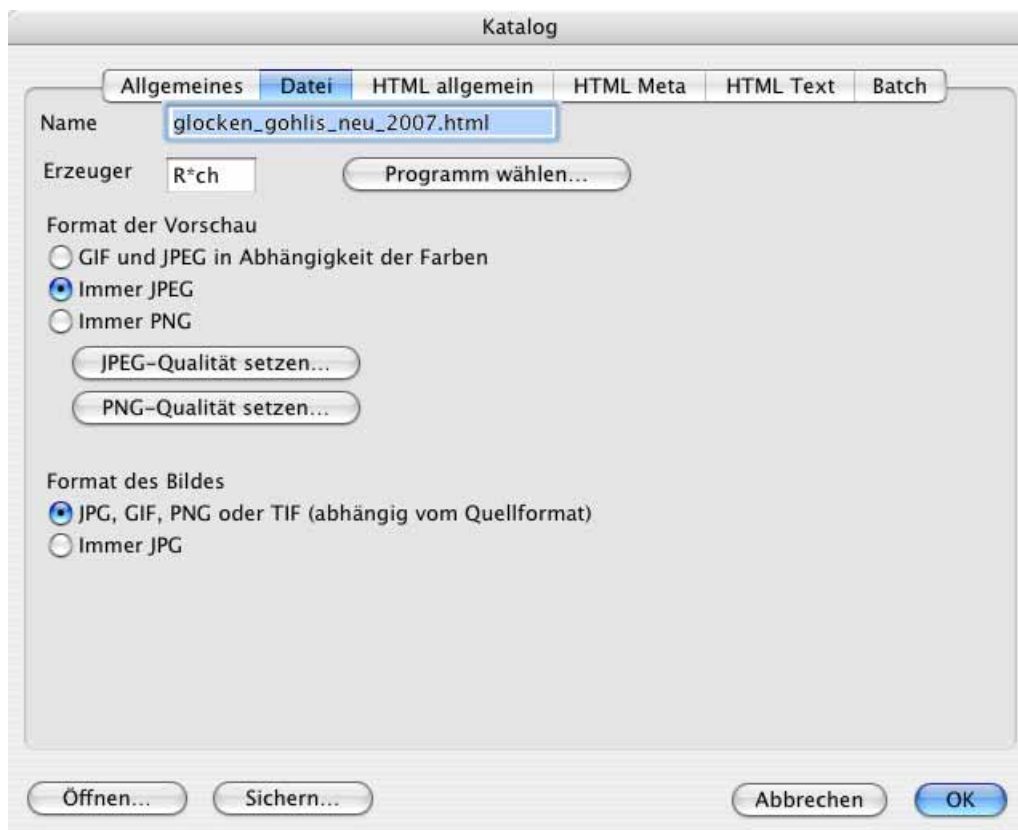 Katalog
Allgemeines Datei HTML allgemein HTML Meta HTML Text Batch
Name glocken_gohlis_neu_2007.html
Erzeuger R*ch Programm wählen...
Format der Vorschau
GIF und JPEG in Abhängigkeit der Farben
Immer JPEG
Immer PNG
JPEG-Qualität setzen...
PNG-Qualität setzen...
Format des Bildes
JPG, GIF, PNG oder TIF (abhängig vom Quellformat)
Immer JPG
Öffnen... Sichern... Abbrechen OK